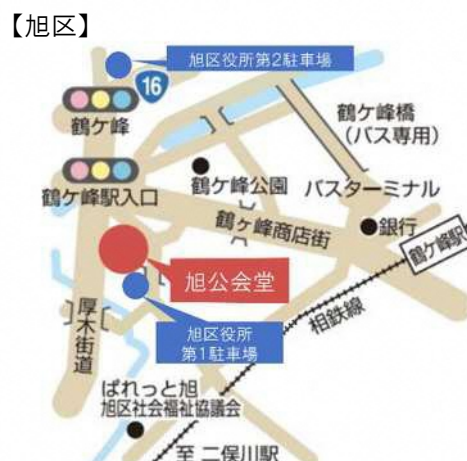 【旭区】
旭区役所第2駐車場
16
鶴ケ峰
鶴ケ峰橋
（バス専用）
鶴ケ峰駅入口
鶴ケ峰公園
バスターミナル
鶴ヶ峰商店街
銀行
鶴ケ峰駅
旭公会堂
厚木街道
相鉄線
旭区役所
第1駐車場
ぱれっと旭
旭区社会福祉協議会
至 二俣川駅